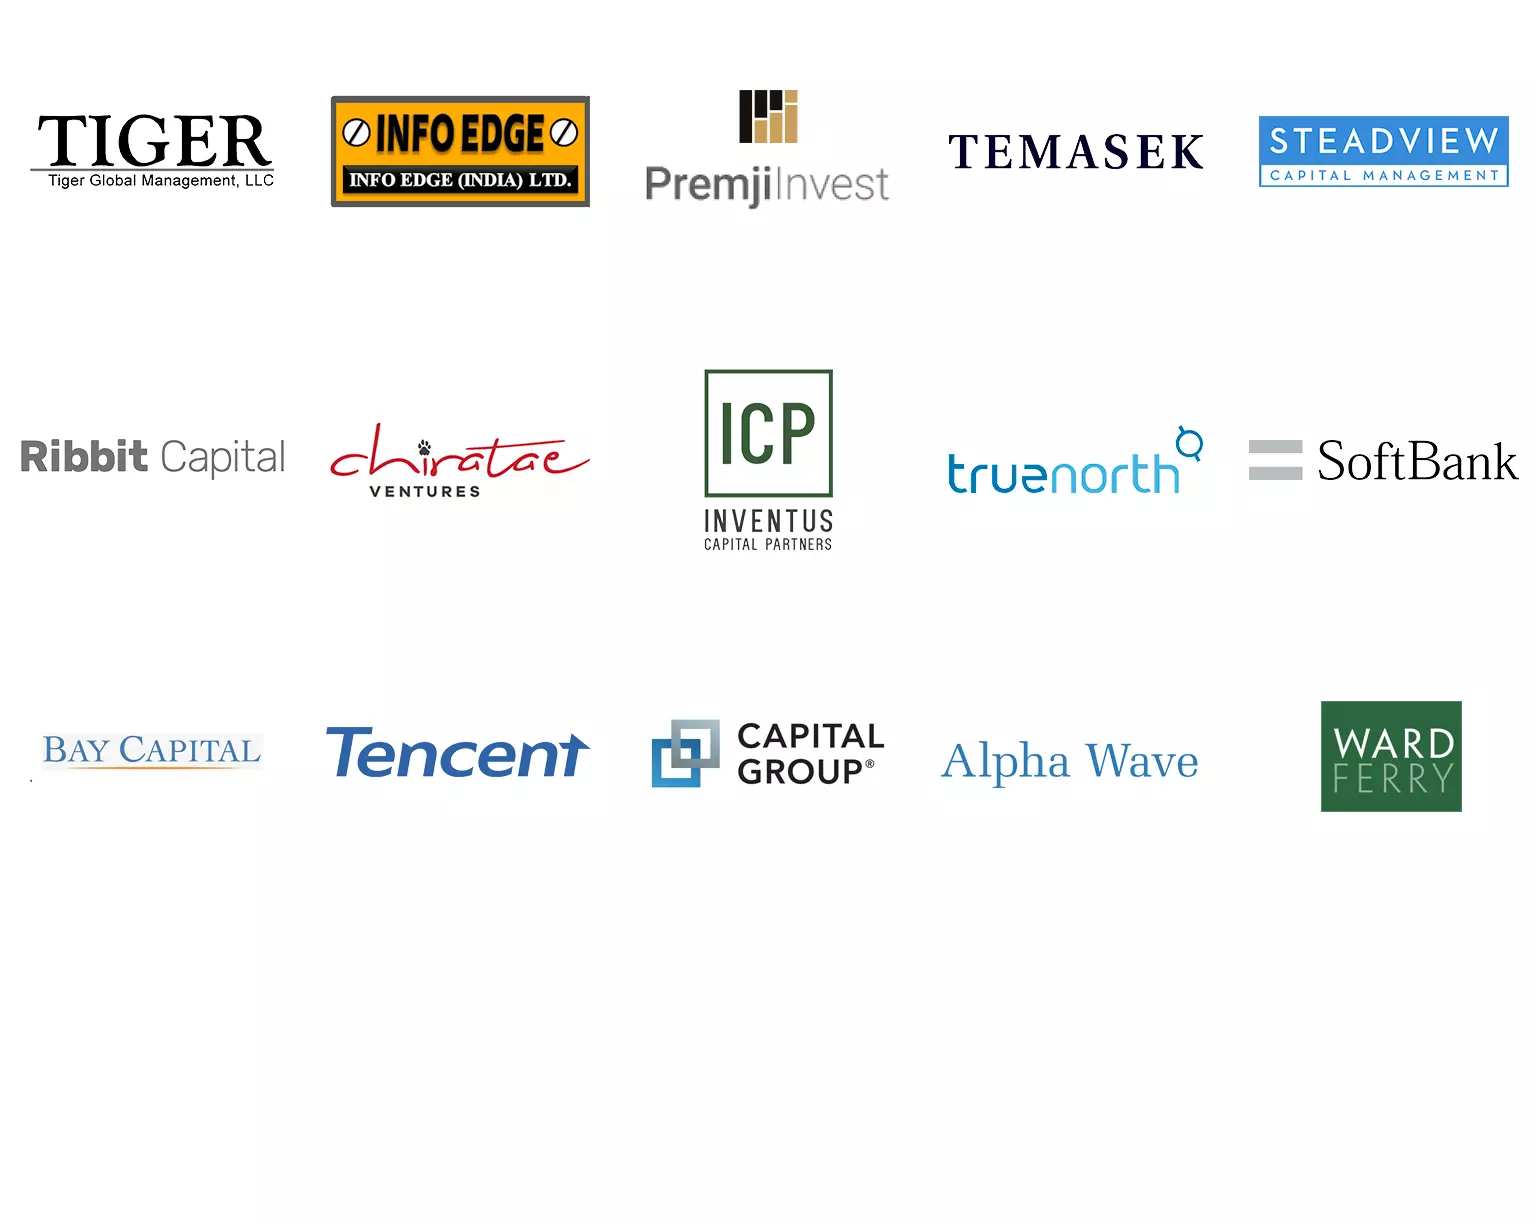 TIGER
Tiger Global Management, LLC
INFO EDGE
INFO EDGE (INDIA) LTD.
PremjiInvest
TEMASEK
STEADVIEW
CAPITAL MANAGEMENT
Ribbit Capital
chiratae
VENTURES
ICP
INVENTUS
CAPITAL PARTNERS
truenorth
SoftBank
BAY CAPITAL
Tencent
CAPITAL
GROUP®
Alpha Wave
WARD
FERRY